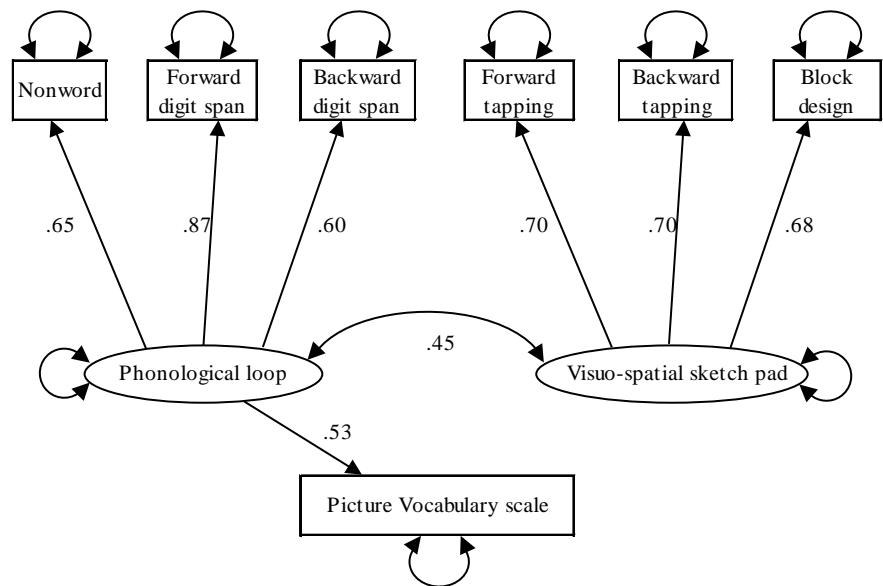 Nonword
Forward
digit span
Backward
digit span
Forward
tapping
Backward
tapping
Block
design
.65
.87
.60
.70
.70
.68
.45
Phonological loop
Visuo-spatial sketch pad
.53
Picture Vocabulary scale